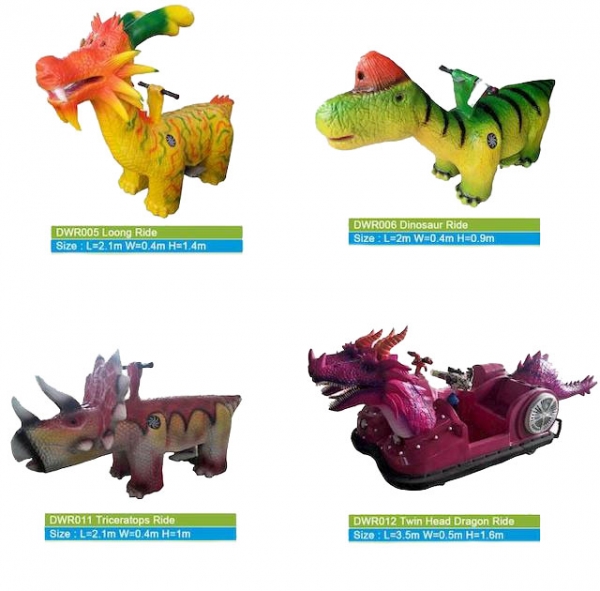 DWR005 Loong Ride
Size : L=2.1m W=0.4m H=1.4m
DWR006 Dinosaur Ride
Size : L=2m W=0.4m H=0.9m
DWR011 Triceratops Ride
Size : L=2.1m W=0.4m H=1m
DWR012 Twin Head Dragon Ride
Size : L=3.5m W=0.5m H=1.6m